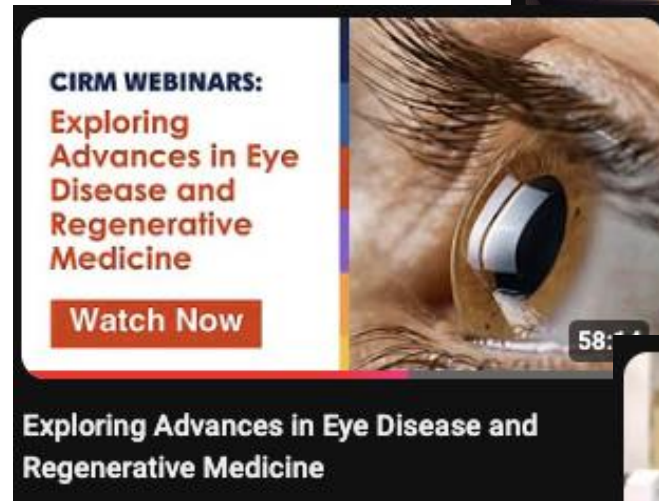 CIRM WEBINARS:
Exploring
Advances in Eye
Disease and
Regenerative
Medicine
Watch Now
Exploring Advances in Eye Disease and
Regenerative Medicine